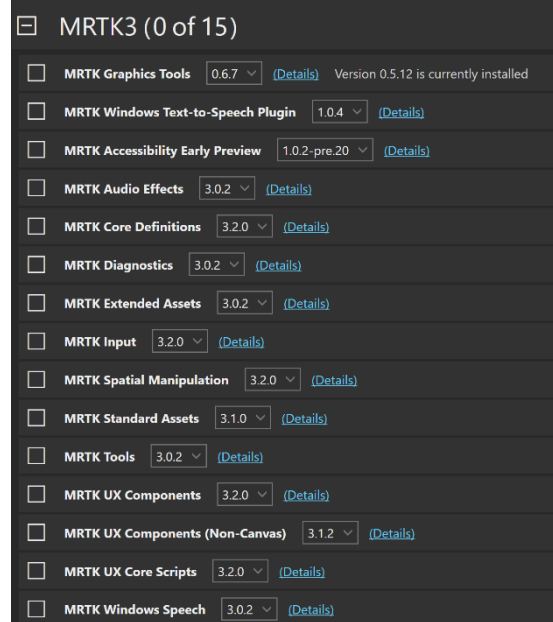 MRTK3 (0 of 15)
MRTK Graphics Tools 0.6.7 (Details) Version 0.5.12 is currently installed
MRTK Windows Text-to-Speech Plugin 1.0.4 (Details)
MRTK Accessibility Early Preview 1.0.2-pre.20 (Details)
MRTK Audio Effects 3.0.2 (Details)
MRTK Core Definitions 3.2.0 (Details)
MRTK Diagnostics 3.0.2 (Details)
MRTK Extended Assets 3.0.2 (Details)
MRTK Input 3.2.0 (Details)
MRTK Spatial Manipulation 3.2.0 (Details)
MRTK Standard Assets 3.1.0 (Details)
MRTK Tools 3.0.2 (Details)
MRTK UX Components 3.2.0 (Details)
MRTK UX Components (Non-Canvas) 3.1.2 (Details)
MRTK UX Core Scripts 3.2.0 (Details)
MRTK Windows Speech 3.0.2 (Details)